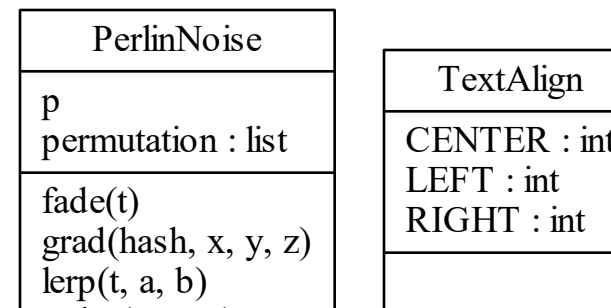 PerlinNoise
p
permutation : list
fade(t)
grad(hash, x, y, z)
lerp(t, a, b)
TextAlign
CENTER : int
LEFT : int
RIGHT : int